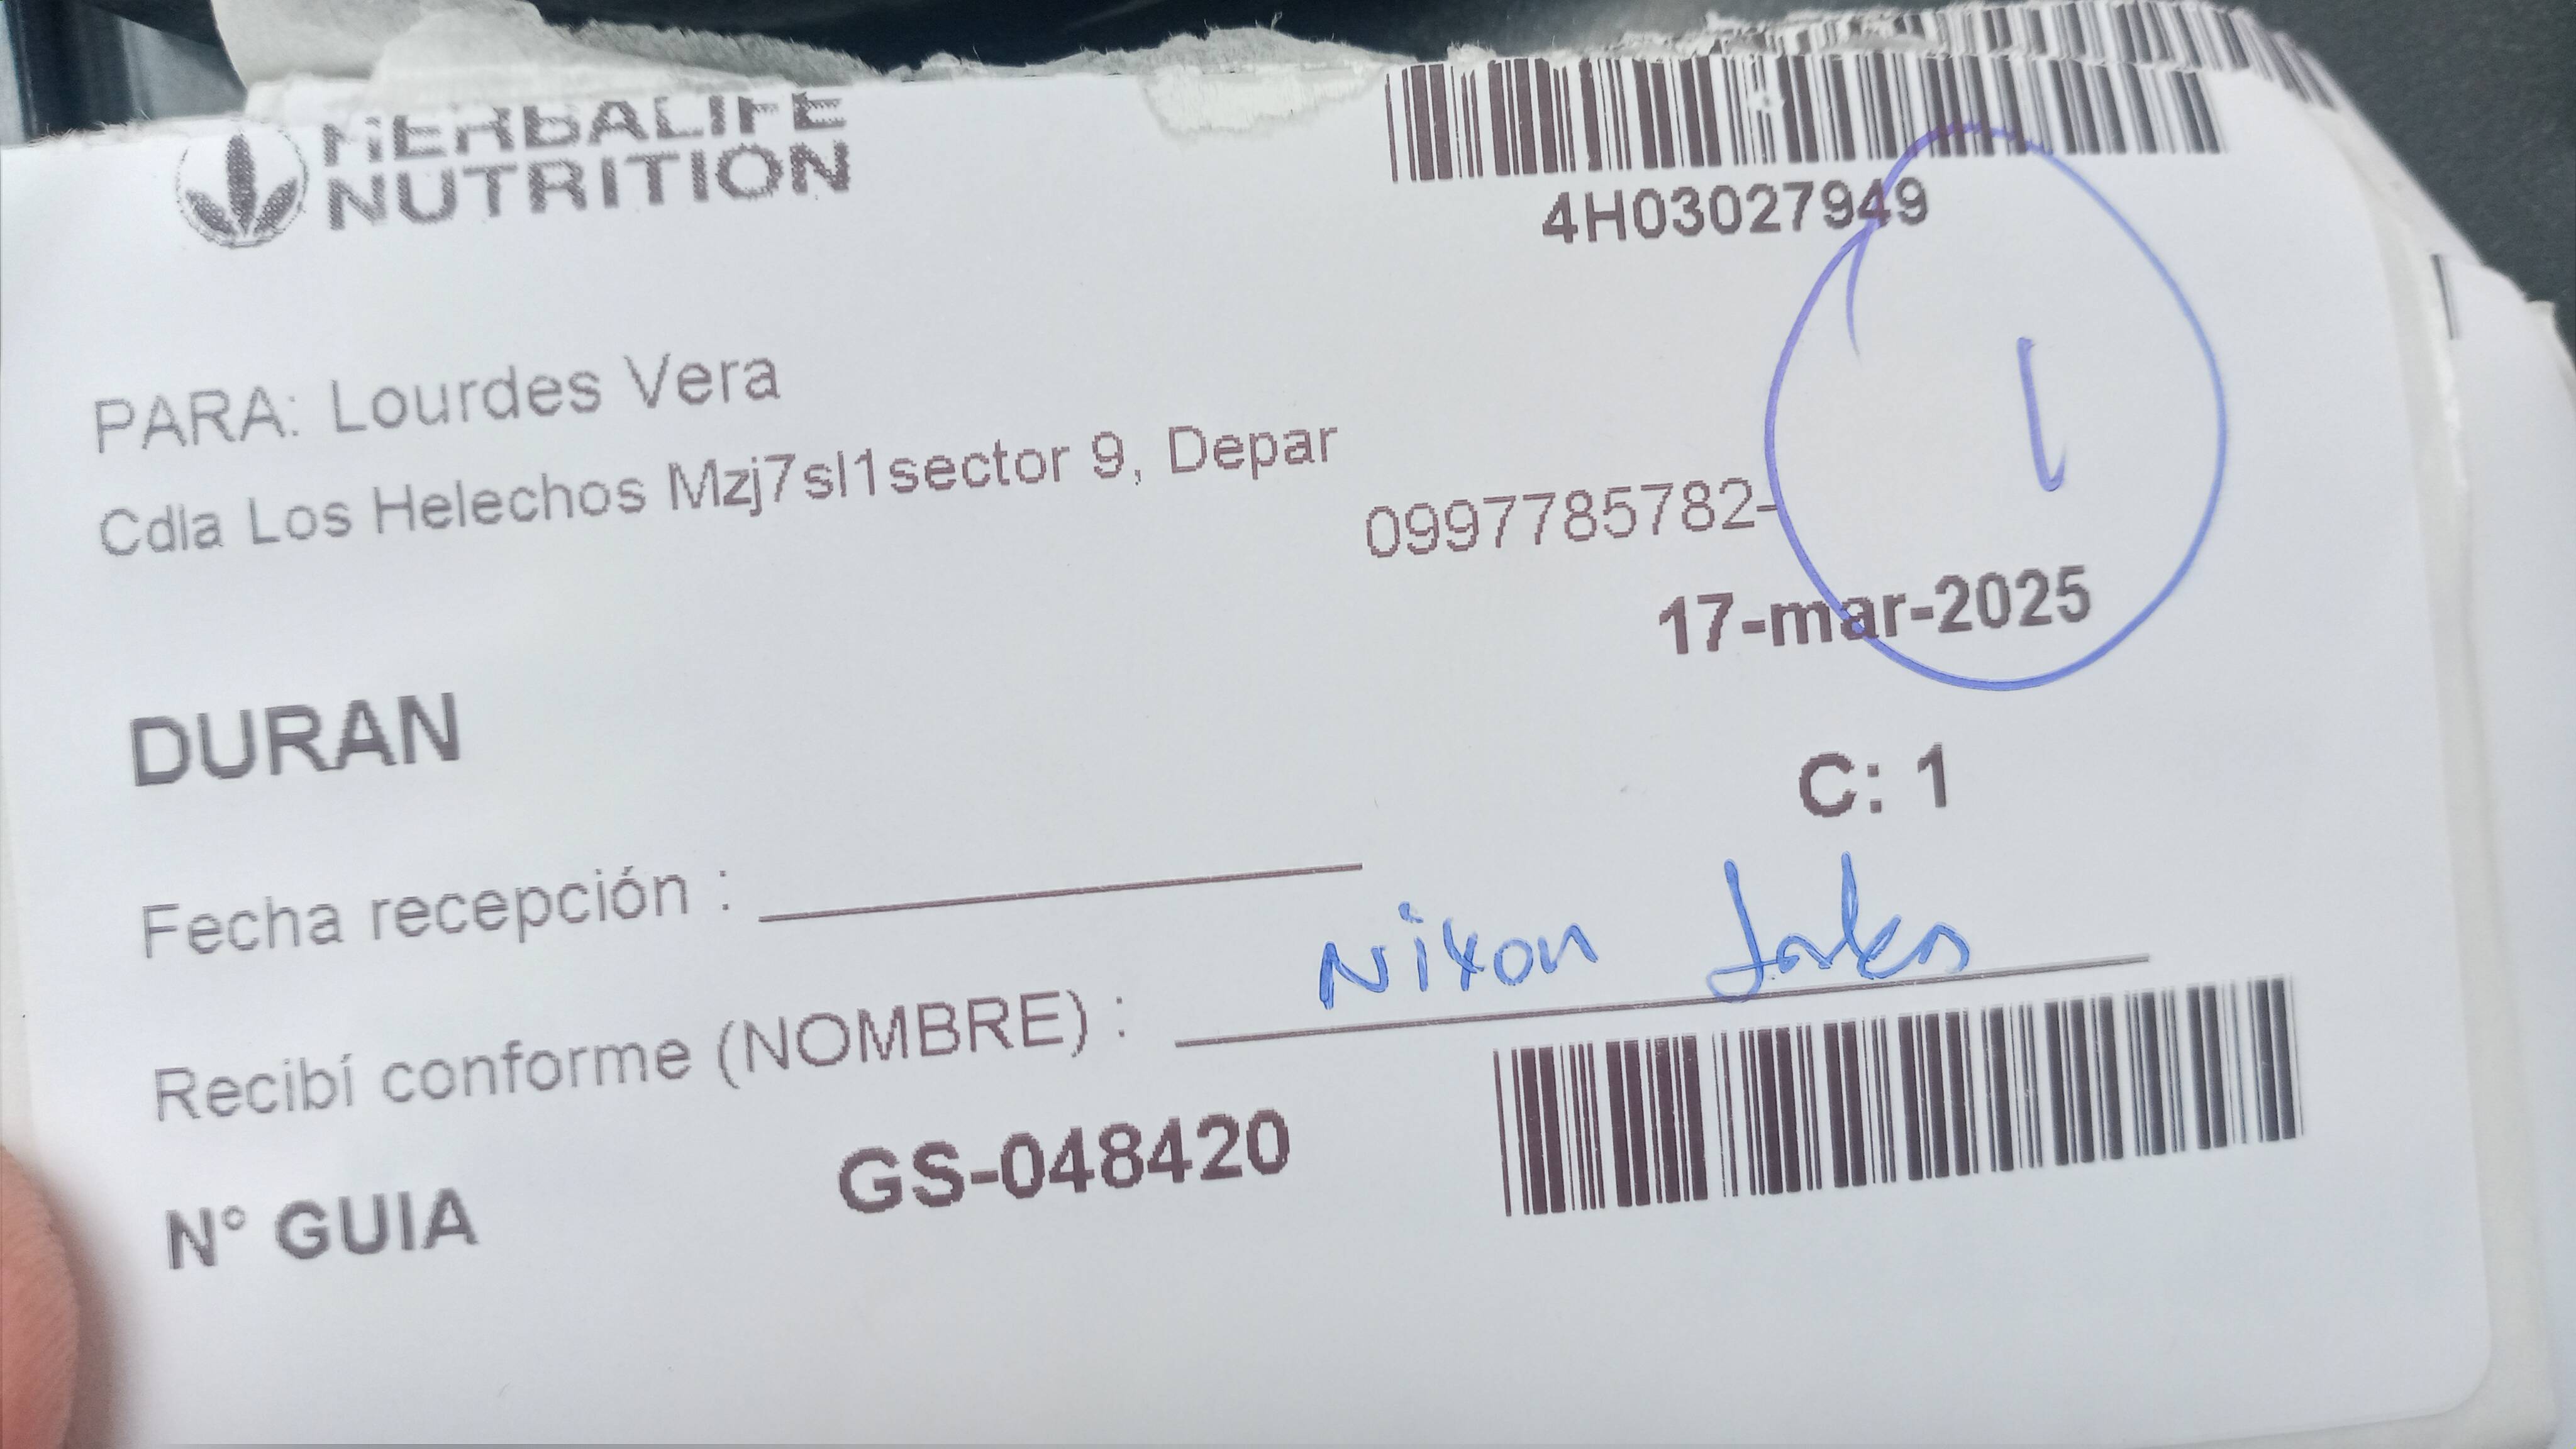 HERBALIFE
NUTRITION
4H03027949
PARA: Lourdes Vera
Cdla Los Helechos Mzj7sl1sector 9, Depar
0997785782-
1
17-mar-2025
DURAN
C: 1
Fecha recepción :
Recibí conforme (NOMBRE) : Nixon
N° GUIA GS-048420